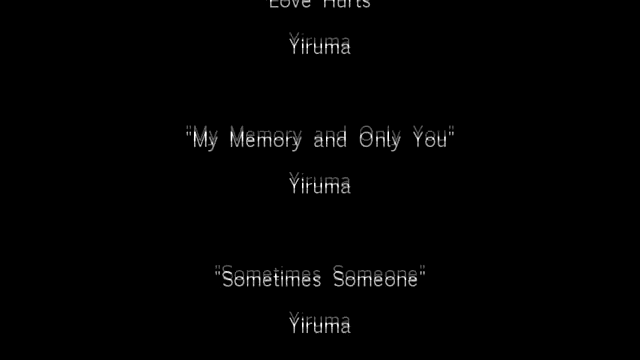 Love Hurts
Yiruma
"My Memory and Only You"
Yiruma
"Sometimes Someone"
Yiruma